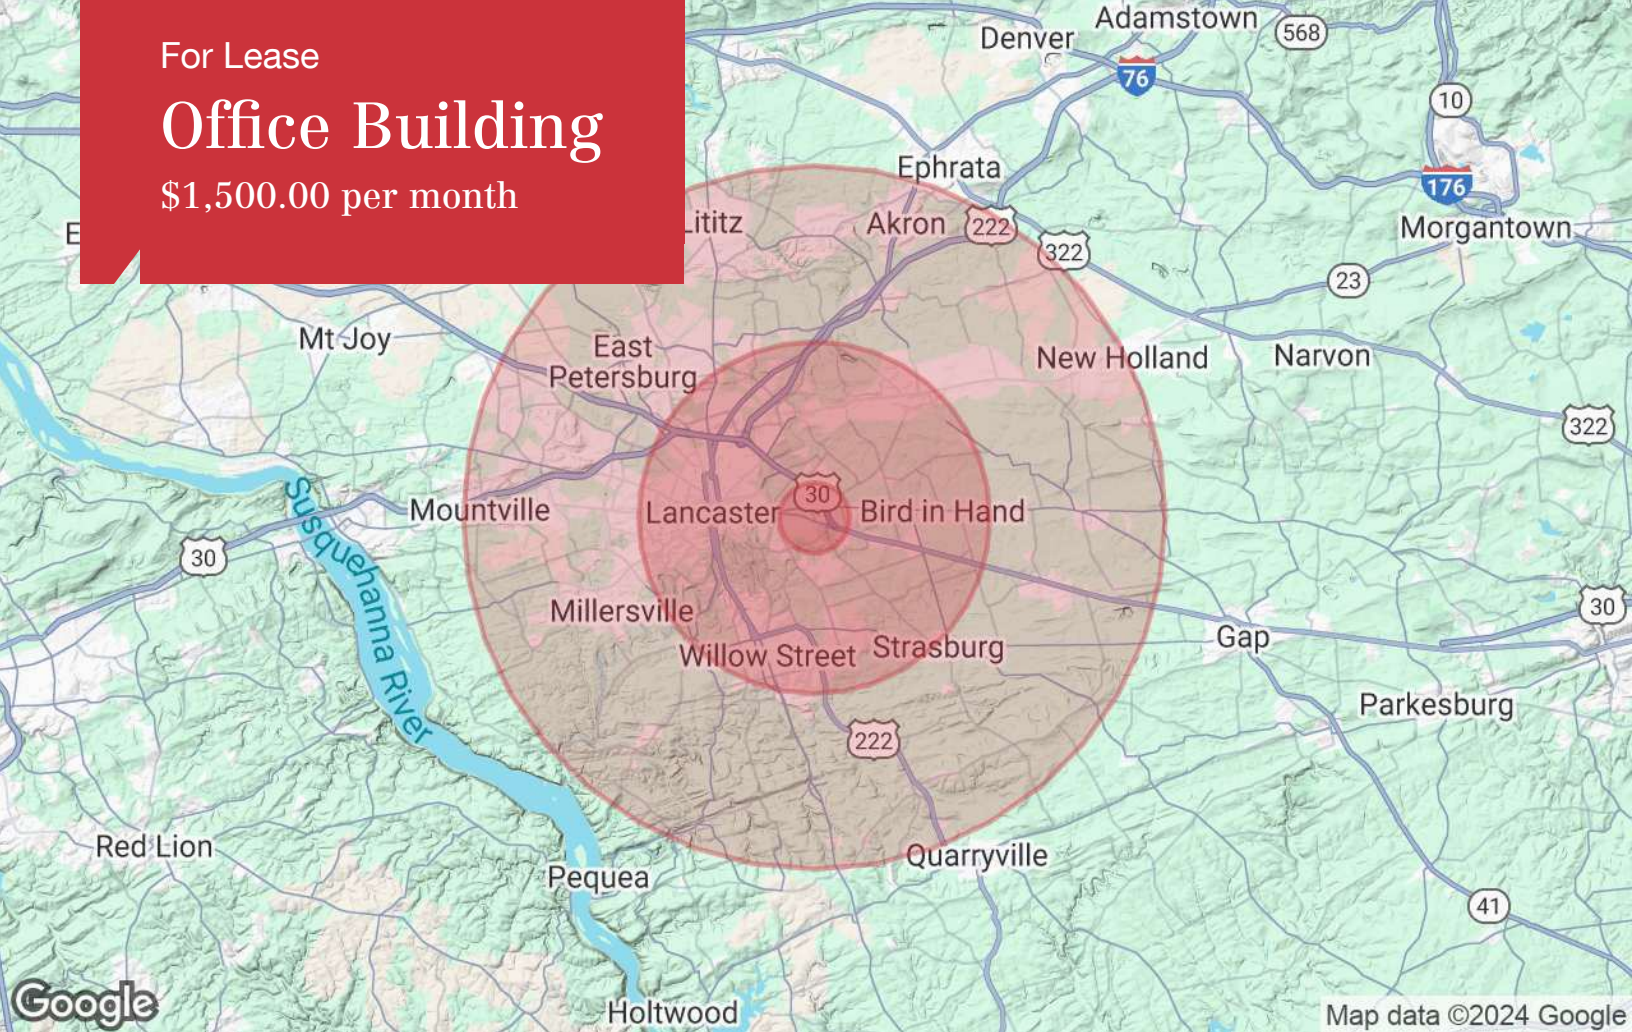 For Lease
Office Building
$1,500.00 per month
Adamstown
Denver
568
76
10
Ephrata
176
Lititz
Akron
222
322
Morgantown
E
23
Mt Joy
East
Petersburg
New Holland
Narvon
322
30
Mountville
Lancaster
Bird in Hand
Susquehanna River
30
30
Millersville
Willow Street
Strasburg
Gap
Parkesburg
222
Red Lion
Quarryville
Pequea
41
Google
Holtwood
Map data ©2024 Google